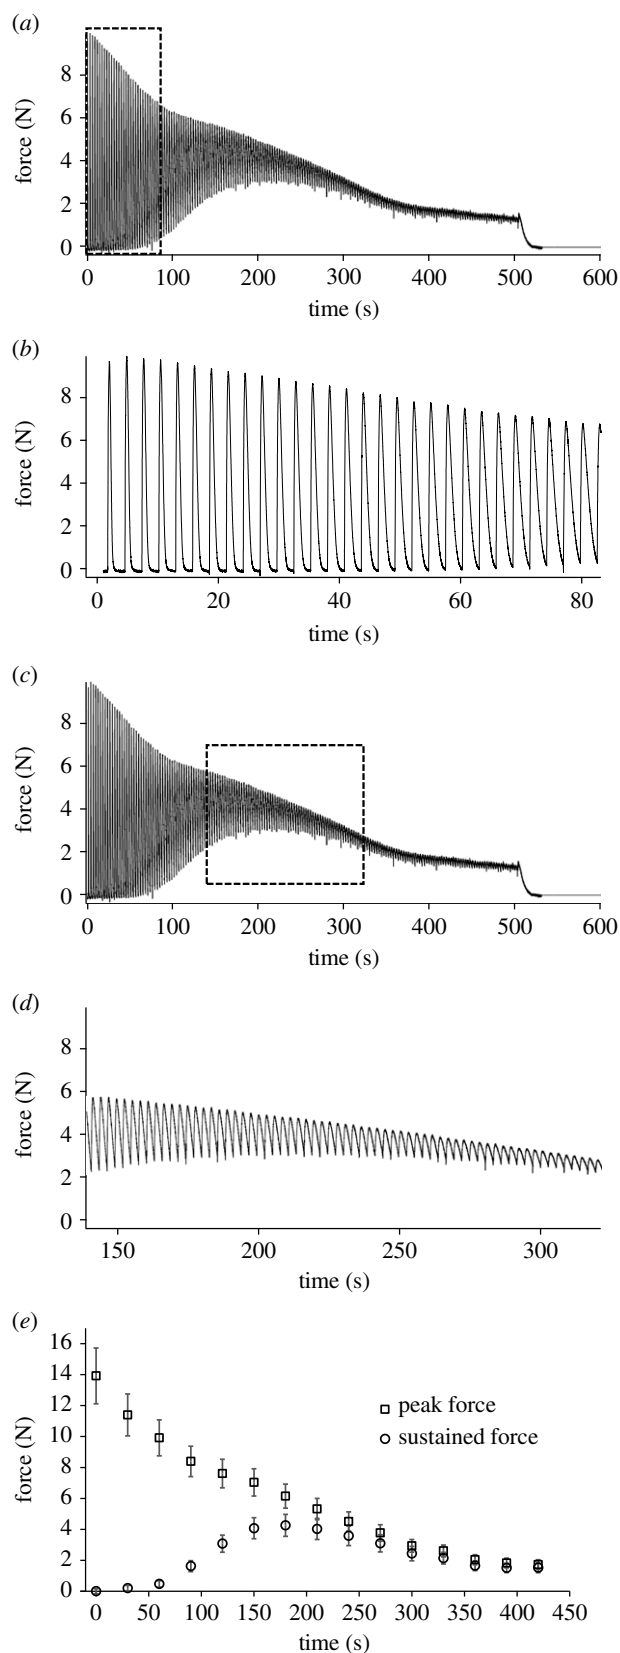 (a)
8
6
4
2
0
force (N)
0 100 200 300 400 500 600
time (s)
(b)
8
6
4
2
0
force (N)
0 20 40 60 80
time (s)
(c)
8
6
4
2
0
force (N)
0 100 200 300 400 500 600
time (s)
(d)
8
6
4
2
0
force (N)
150 200 250 300
time (s)
(e)
16
14
12
10
8
6
4
2
0
force (N)
peak force
sustained force
0 50 100 150 200 250 300 350 400 450
time (s)